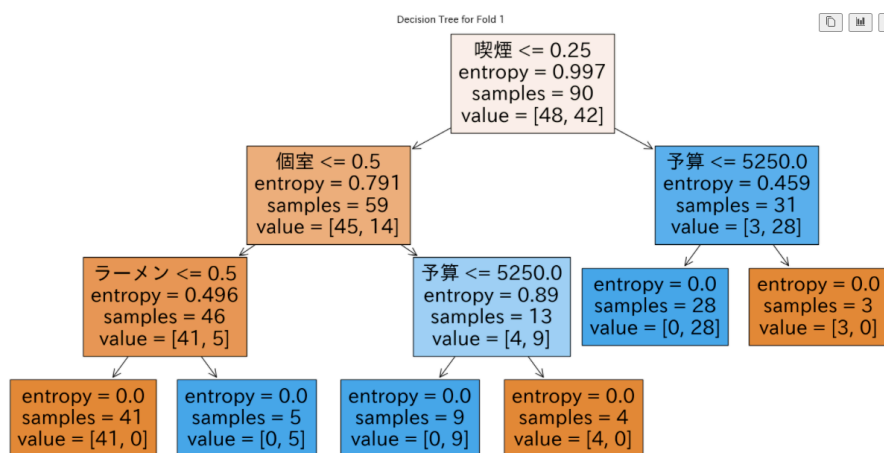 Decision Tree for Fold 1
喫煙 <= 0.25
entropy = 0.997
samples = 90
value = [48, 42]
個室 <= 0.5
entropy = 0.791
samples = 59
value = [45, 14]
予算 <= 5250.0
entropy = 0.459
samples = 31
value = [3, 28]
ラーメン <= 0.5
entropy = 0.496
samples = 46
value = [41, 5]
予算 <= 5250.0
entropy = 0.89
samples = 13
value = [4, 9]
entropy = 0.0
samples = 28
value = [0, 28]
entropy = 0.0
samples = 3
value = [3, 0]
entropy = 0.0
samples = 41
value = [41, 0]
entropy = 0.0
samples = 5
value = [0, 5]
entropy = 0.0
samples = 9
value = [0, 9]
entropy = 0.0
samples = 4
value = [4, 0]